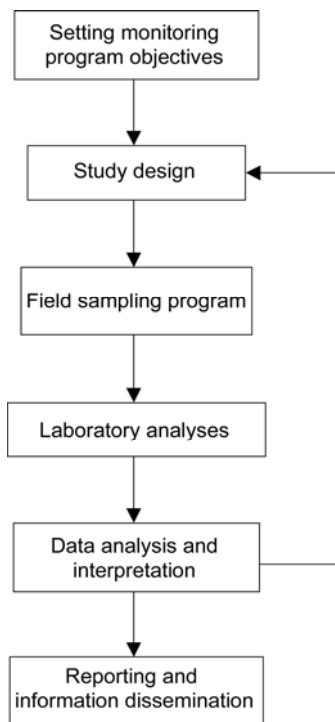 Setting monitoring
program objectives
Study design
Field sampling program
Laboratory analyses
Data analysis and
interpretation
Reporting and
information dissemination